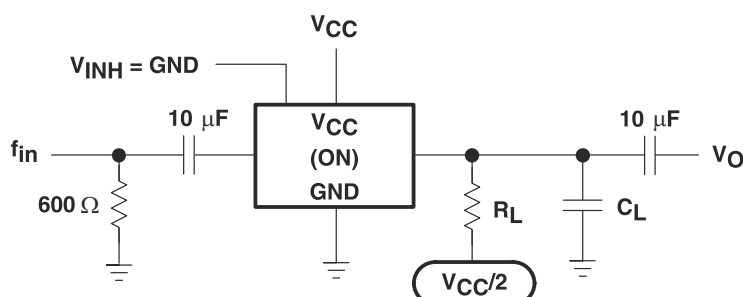 VCC
VINH = GND
10 μF
VCC
(ON)
GND
10 μF
fin
VO
600 Ω
RL
CL
VCC/2